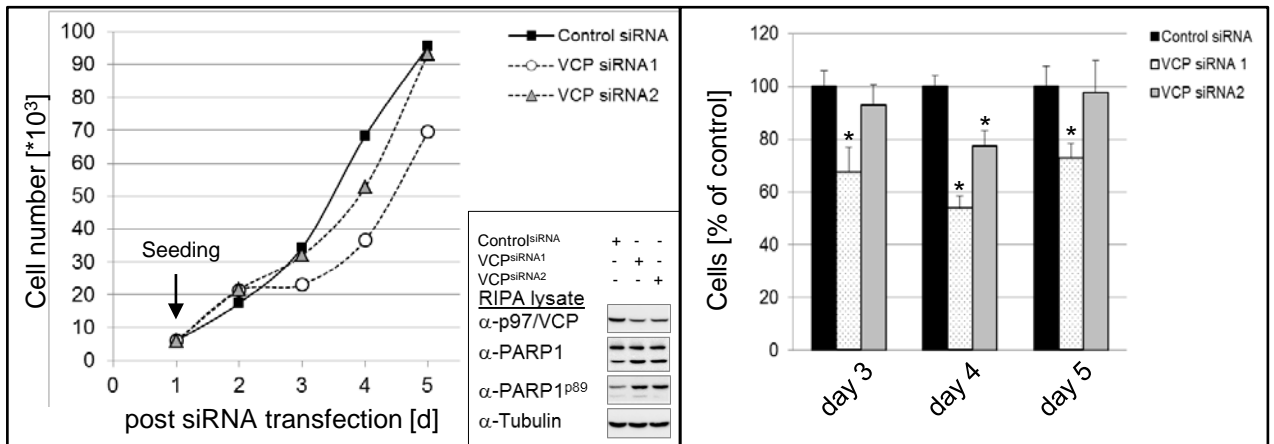 Cell number [*10³]
100
90
80
70
60
50
40
30
20
10
0
0 1 2 3 4 5
post siRNA transfection [d]
Seeding
Control siRNA
VCP siRNA1
VCP siRNA2
Control^siRNA + - -
VCP^siRNA1 - + -
VCP^siRNA2 - - +
RIPA lysate
α-p97/VCP
α-PARP1
α-PARP1^p89
α-Tubulin
Cells [% of control]
120
100
80
60
40
20
0
* * * *
day 3 day 4 day 5
Control siRNA
VCP siRNA 1
VCP siRNA2